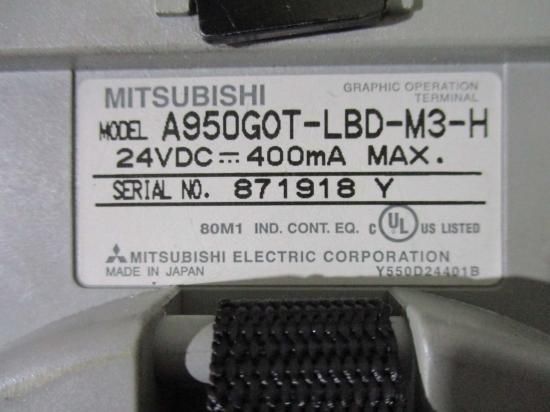 MITSUBISHI GRAPHIC OPERATION TERMINAL
MODEL A950GOT-LBD-M3-H
24VDC⎓400mA MAX.
SERIAL NO. 871918 Y
80M1 IND. CONT. EQ. C UL US LISTED
MITSUBISHI ELECTRIC CORPORATION
MADE IN JAPAN Y550D24401B